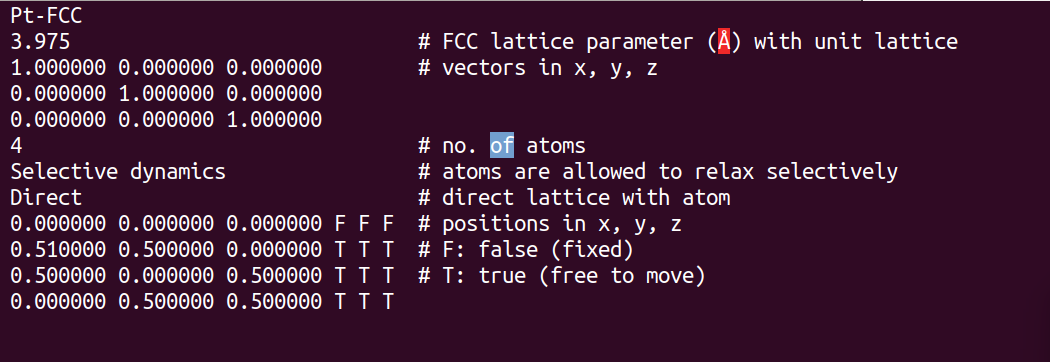 Pt-FCC
3.975 # FCC lattice parameter (Å) with unit lattice
1.000000 0.000000 0.000000 # vectors in x, y, z
0.000000 1.000000 0.000000
0.000000 0.000000 1.000000
4 # no. of atoms
Selective dynamics # atoms are allowed to relax selectively
Direct # direct lattice with atom
0.000000 0.000000 0.000000 F F F # positions in x, y, z
0.510000 0.500000 0.000000 T T T # F: false (fixed)
0.500000 0.000000 0.500000 T T T # T: true (free to move)
0.000000 0.500000 0.500000 T T T